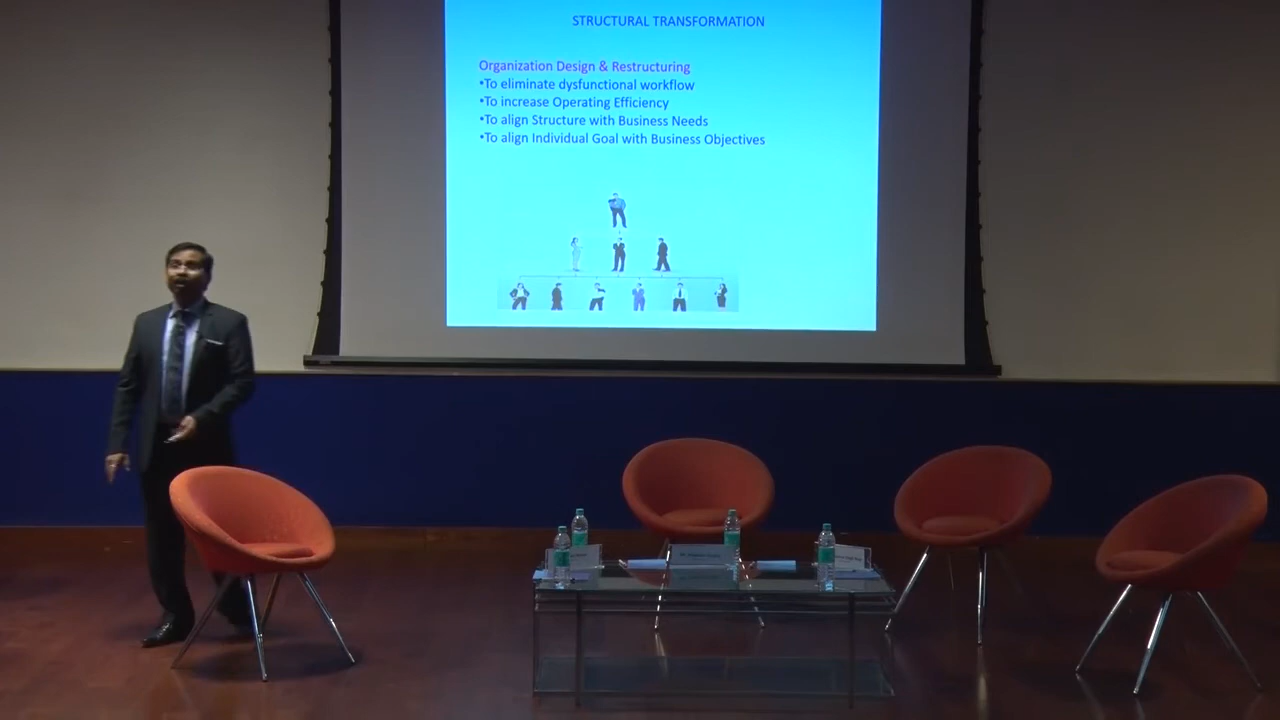 STRUCTURAL TRANSFORMATION
Organization Design & Restructuring
•To eliminate dysfunctional workflow
•To increase Operating Efficiency
•To align Structure with Business Needs
•To align Individual Goal with Business Objectives